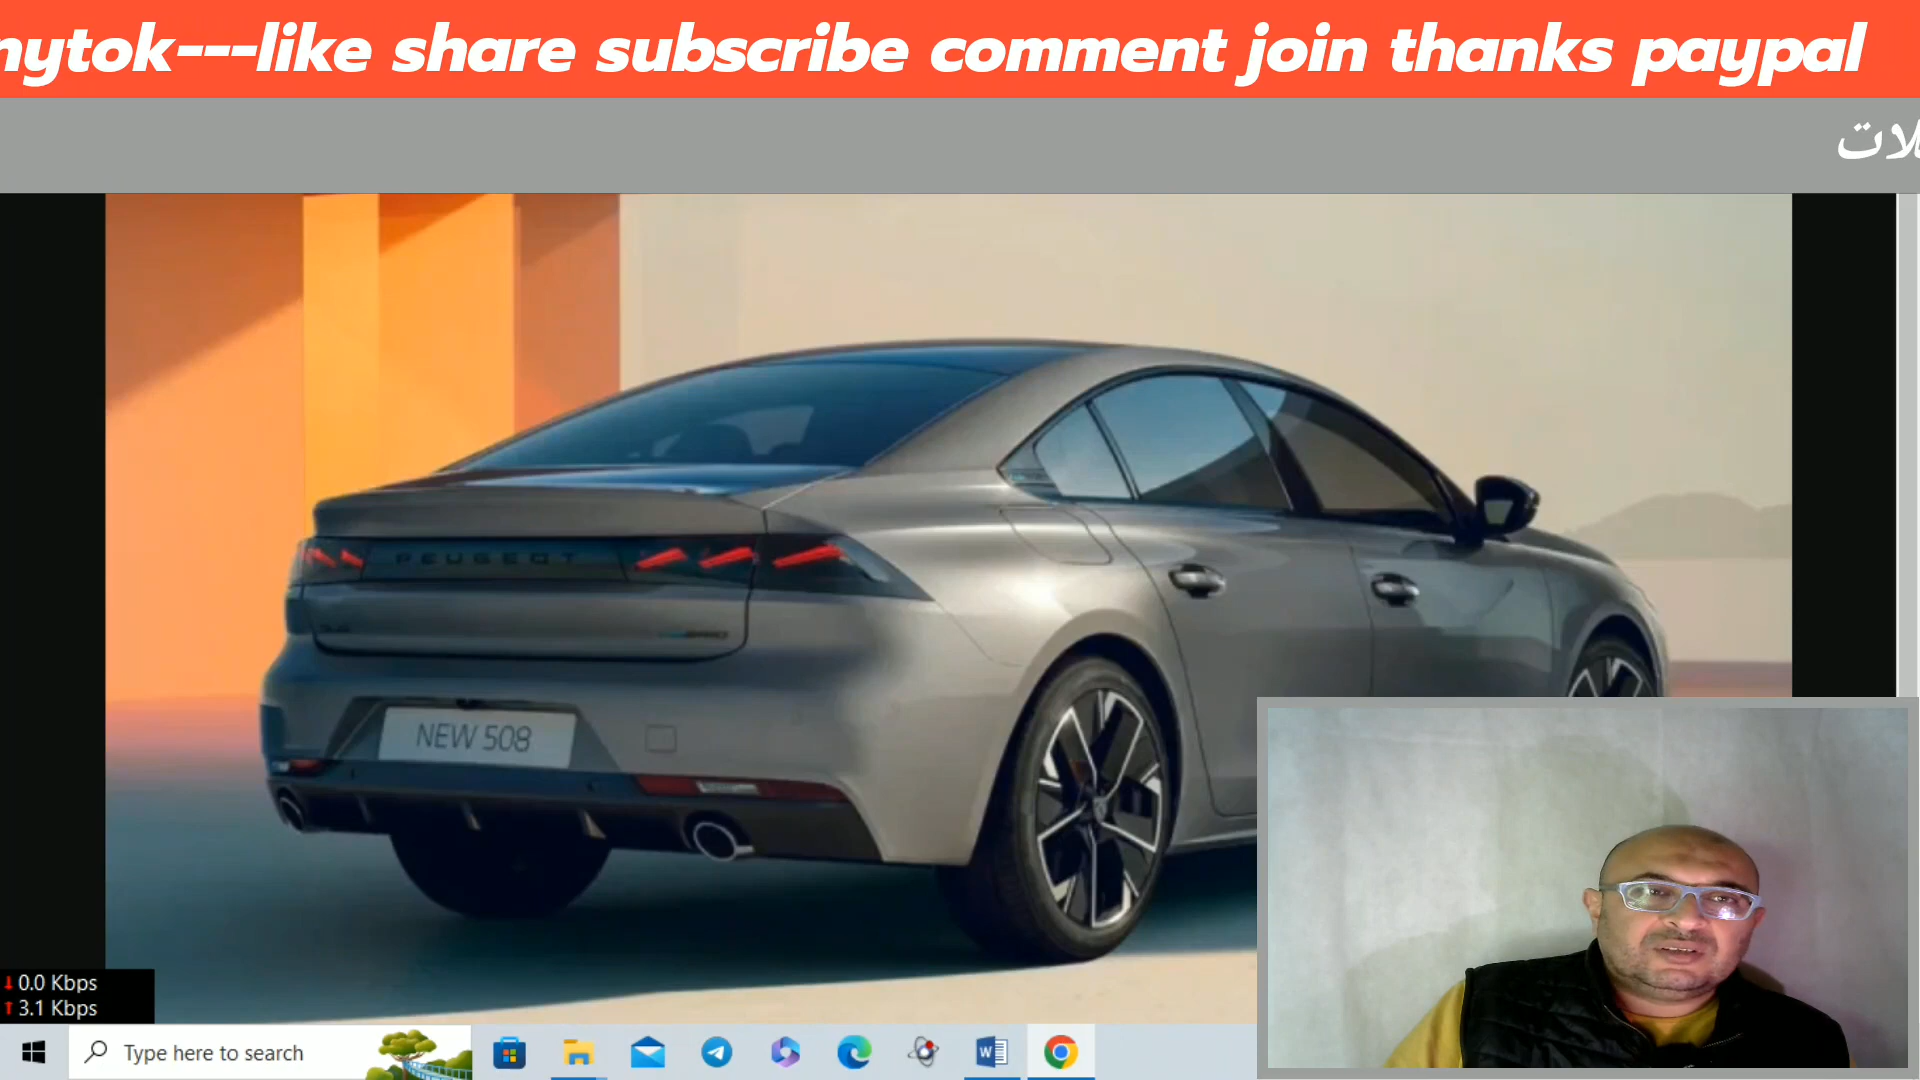 nytok---like share subscribe comment join thanks paypal
لات
PEUGEOT
NEW 508
0.0 Kbps
3.1 Kbps
Type here to search